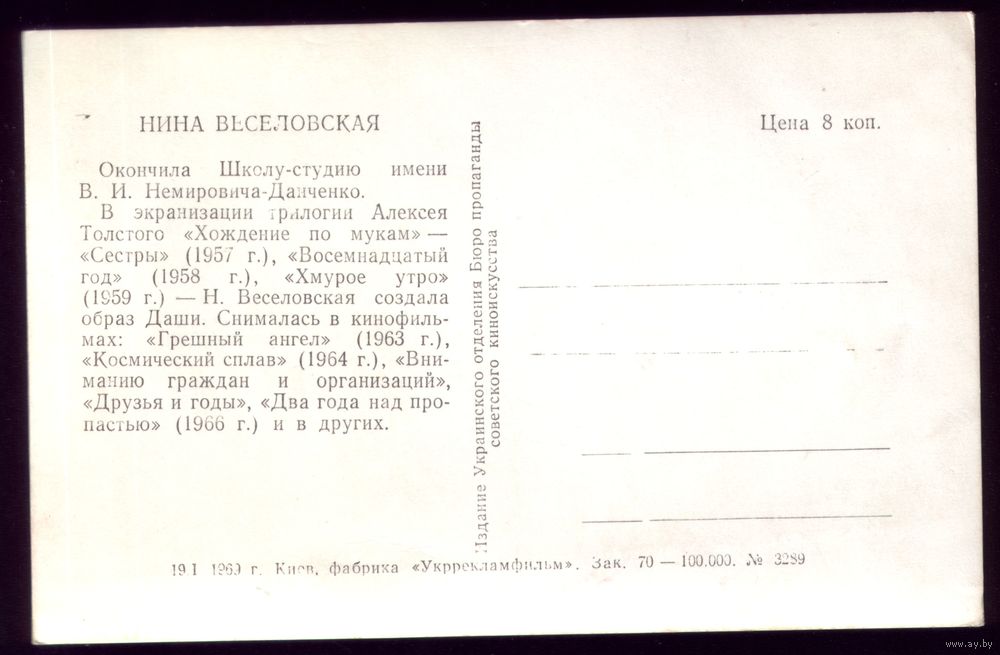 НИНА ВЕСЕЛОВСКАЯ
Окончила Школу-студию имени
В. И. Немировича-Данченко.
В экранизации трилогии Алексея
Толстого «Хождение по мукам» —
«Сестры» (1957 г.), «Восемнадцатый
год» (1958 г.), «Хмурое утро»
(1959 г.) — Н. Веселовская создала
образ Даши. Снималась в кинофиль-
мах: «Грешный ангел» (1963 г.),
«Космический сплав» (1964 г.), «Вни-
манию граждан и организаций»,
«Друзья и годы», «Два года над про-
пастью» (1966 г.) и в других.
Издание Украинского отделения Бюро пропаганды
советского киноискусства
Цена 8 коп.
г. Киев, фабрика «Укррекламфильм». Зак. 70 — 100.000. № 3289
www.ay.by